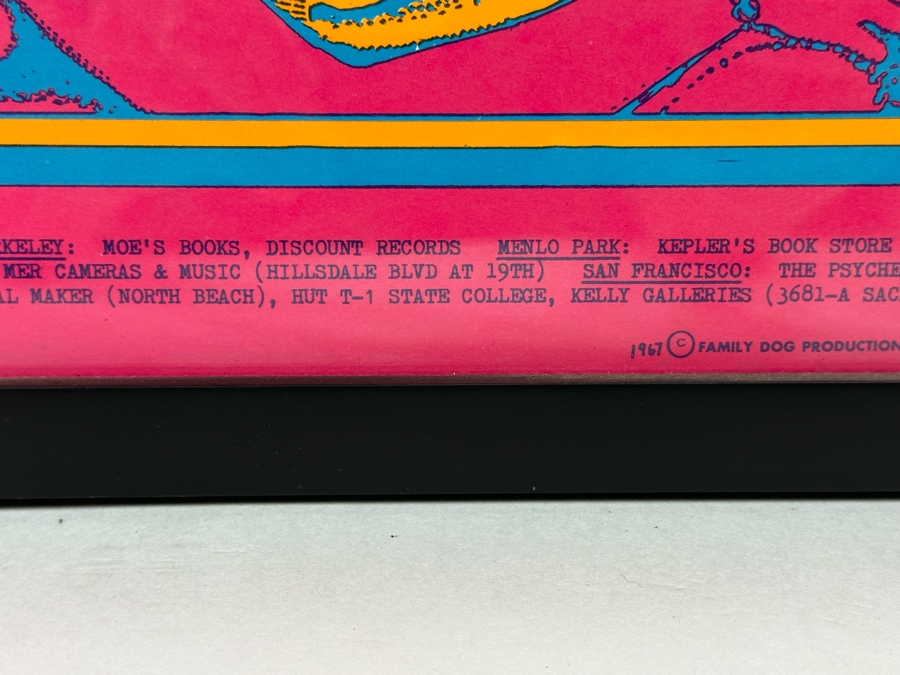 RKELEY: MOE'S BOOKS, DISCOUNT RECORDS MENLO PARK: KEPLER'S BOOK STORE
MER CAMERAS & MUSIC (HILLSDALE BLVD AT 19TH) SAN FRANCISCO: THE PSYCHE
AL MAKER (NORTH BEACH), HUT T-1 STATE COLLEGE, KELLY GALLERIES (3681-A SAC
1967 © FAMILY DOG PRODUCTION